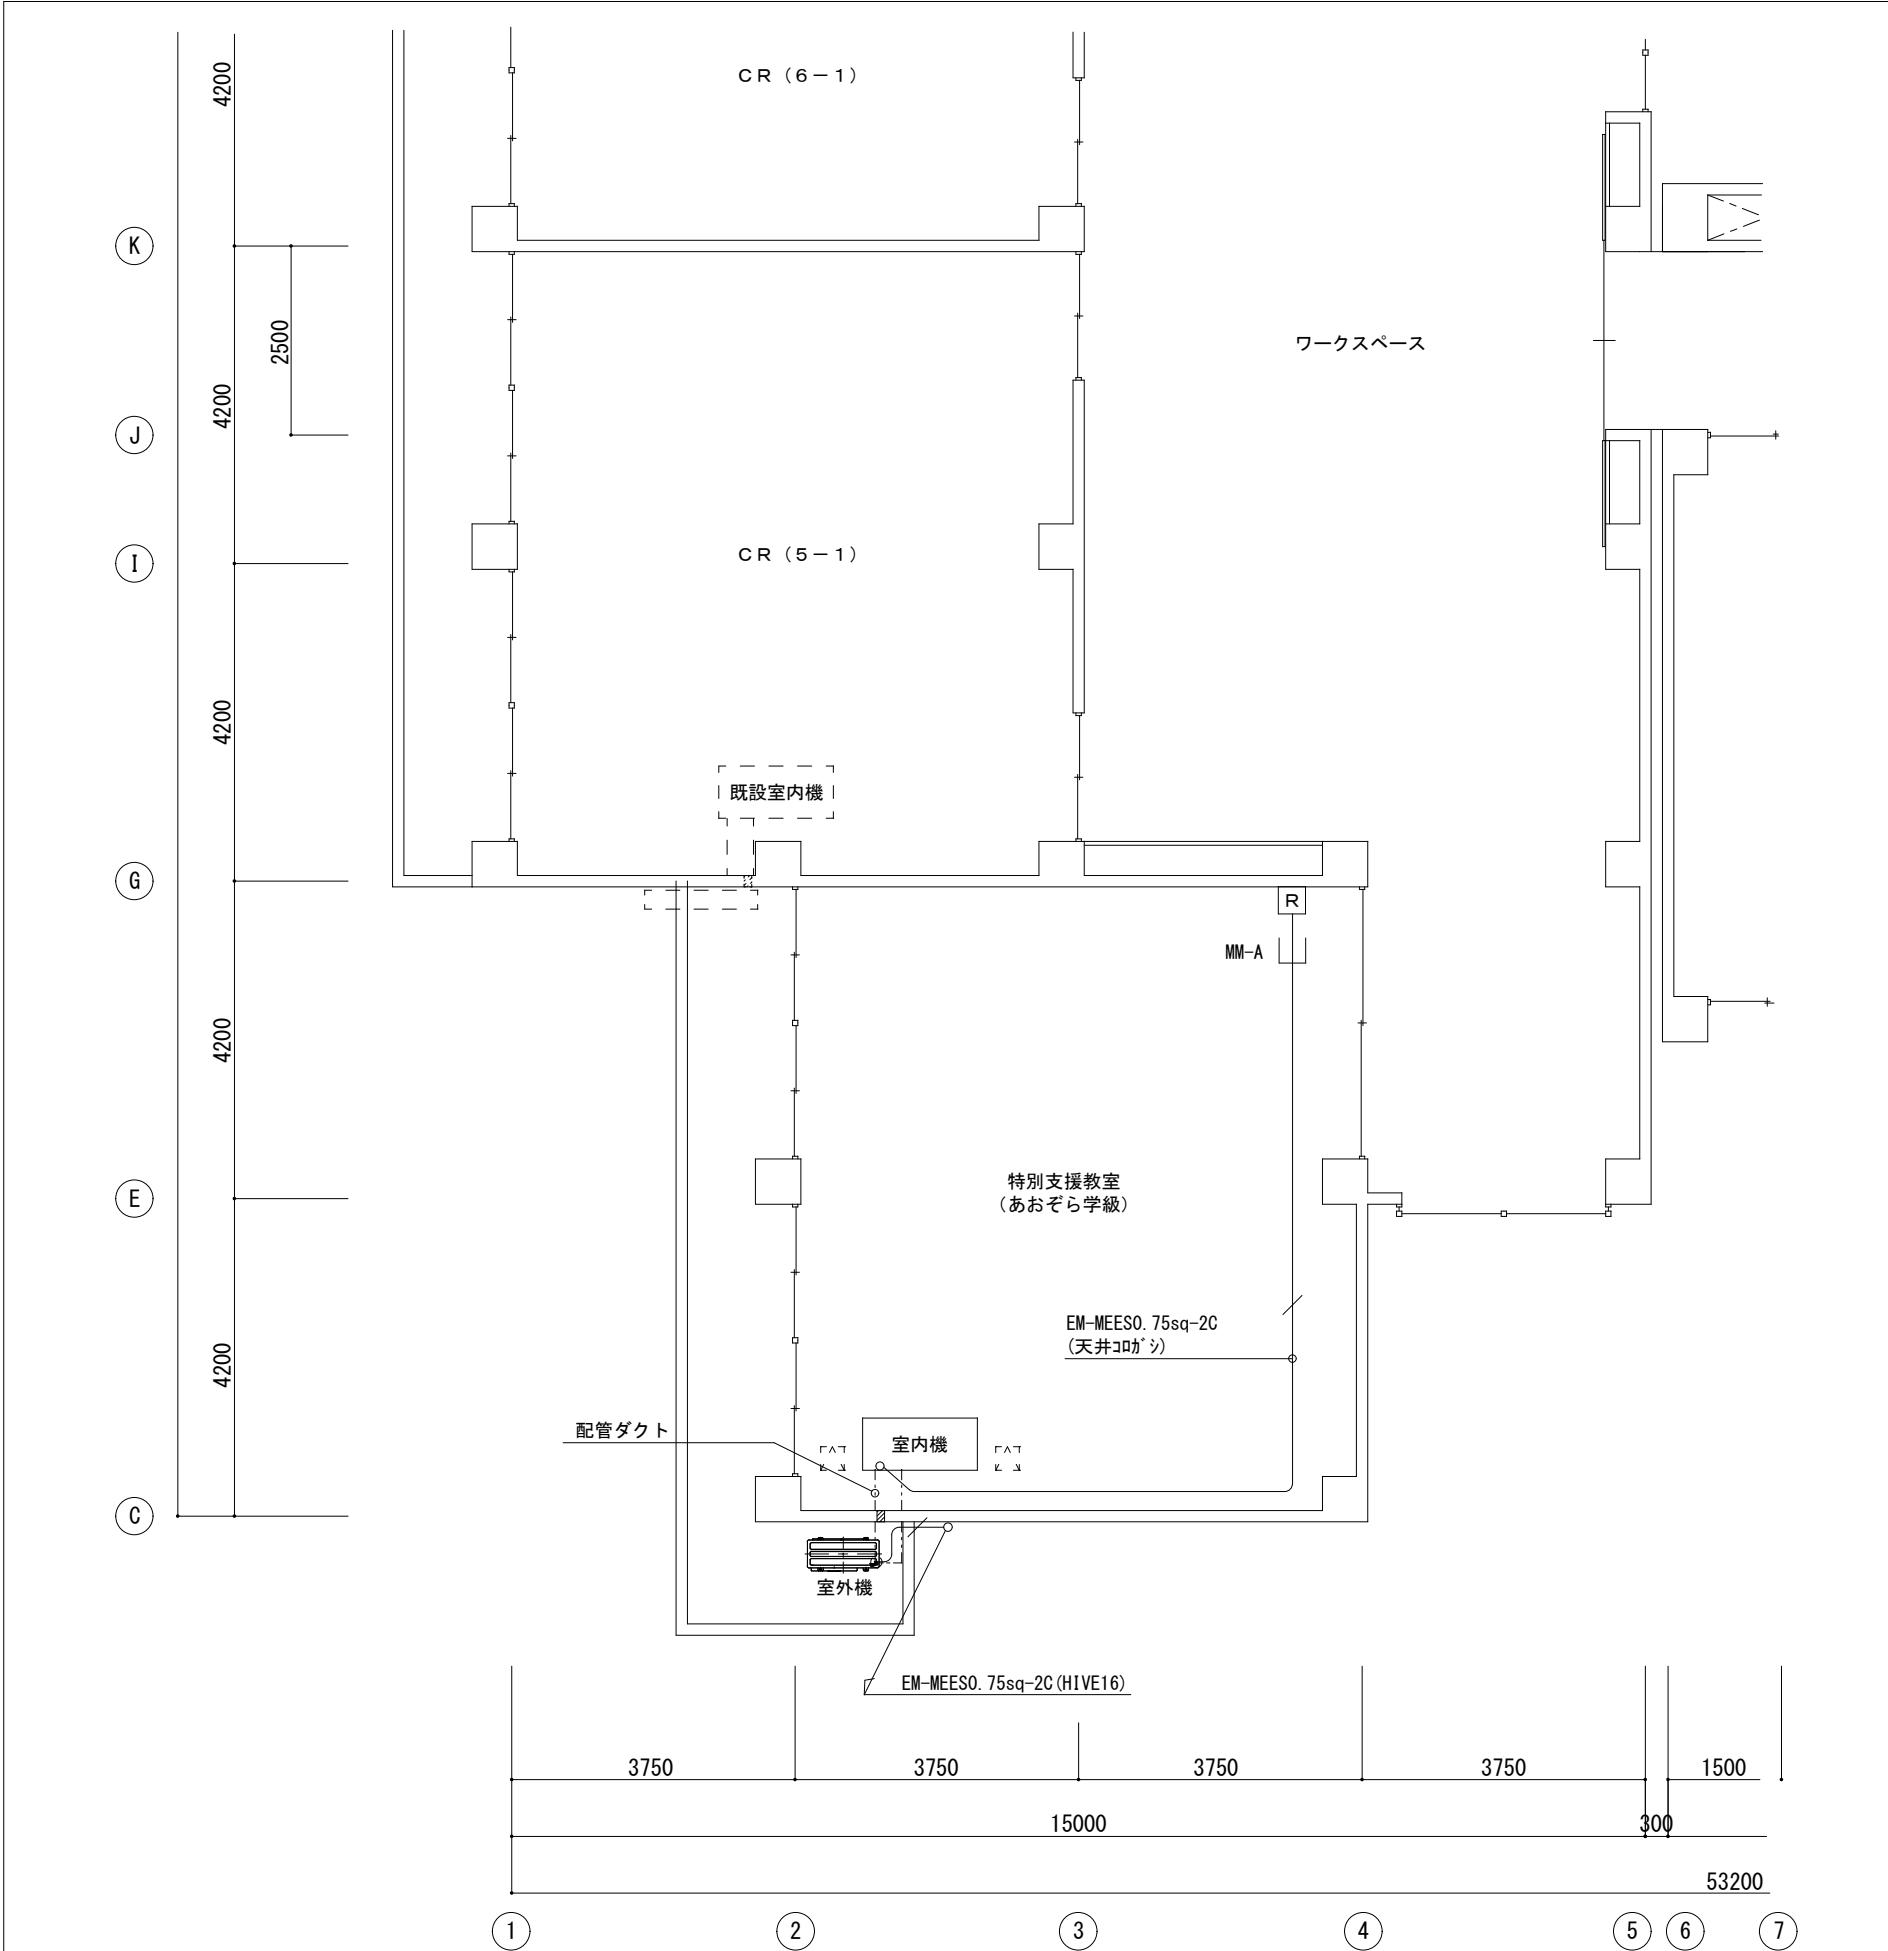 4200
CR（6－1）
K
2500
4200
ワークスペース
J
I
CR（5－1）
4200
既設室内機
G
R
MM-A
4200
E
特別支援教室
（あおぞら学級）
EM-MEES0.75sq-2C
(天井ｺﾛｶﾞｼ)
4200
配管ダクト
室内機
C
室外機
EM-MEES0.75sq-2C(HIVE16)
3750
3750
3750
3750
1500
15000
300
53200
1
2
3
4
5
6
7